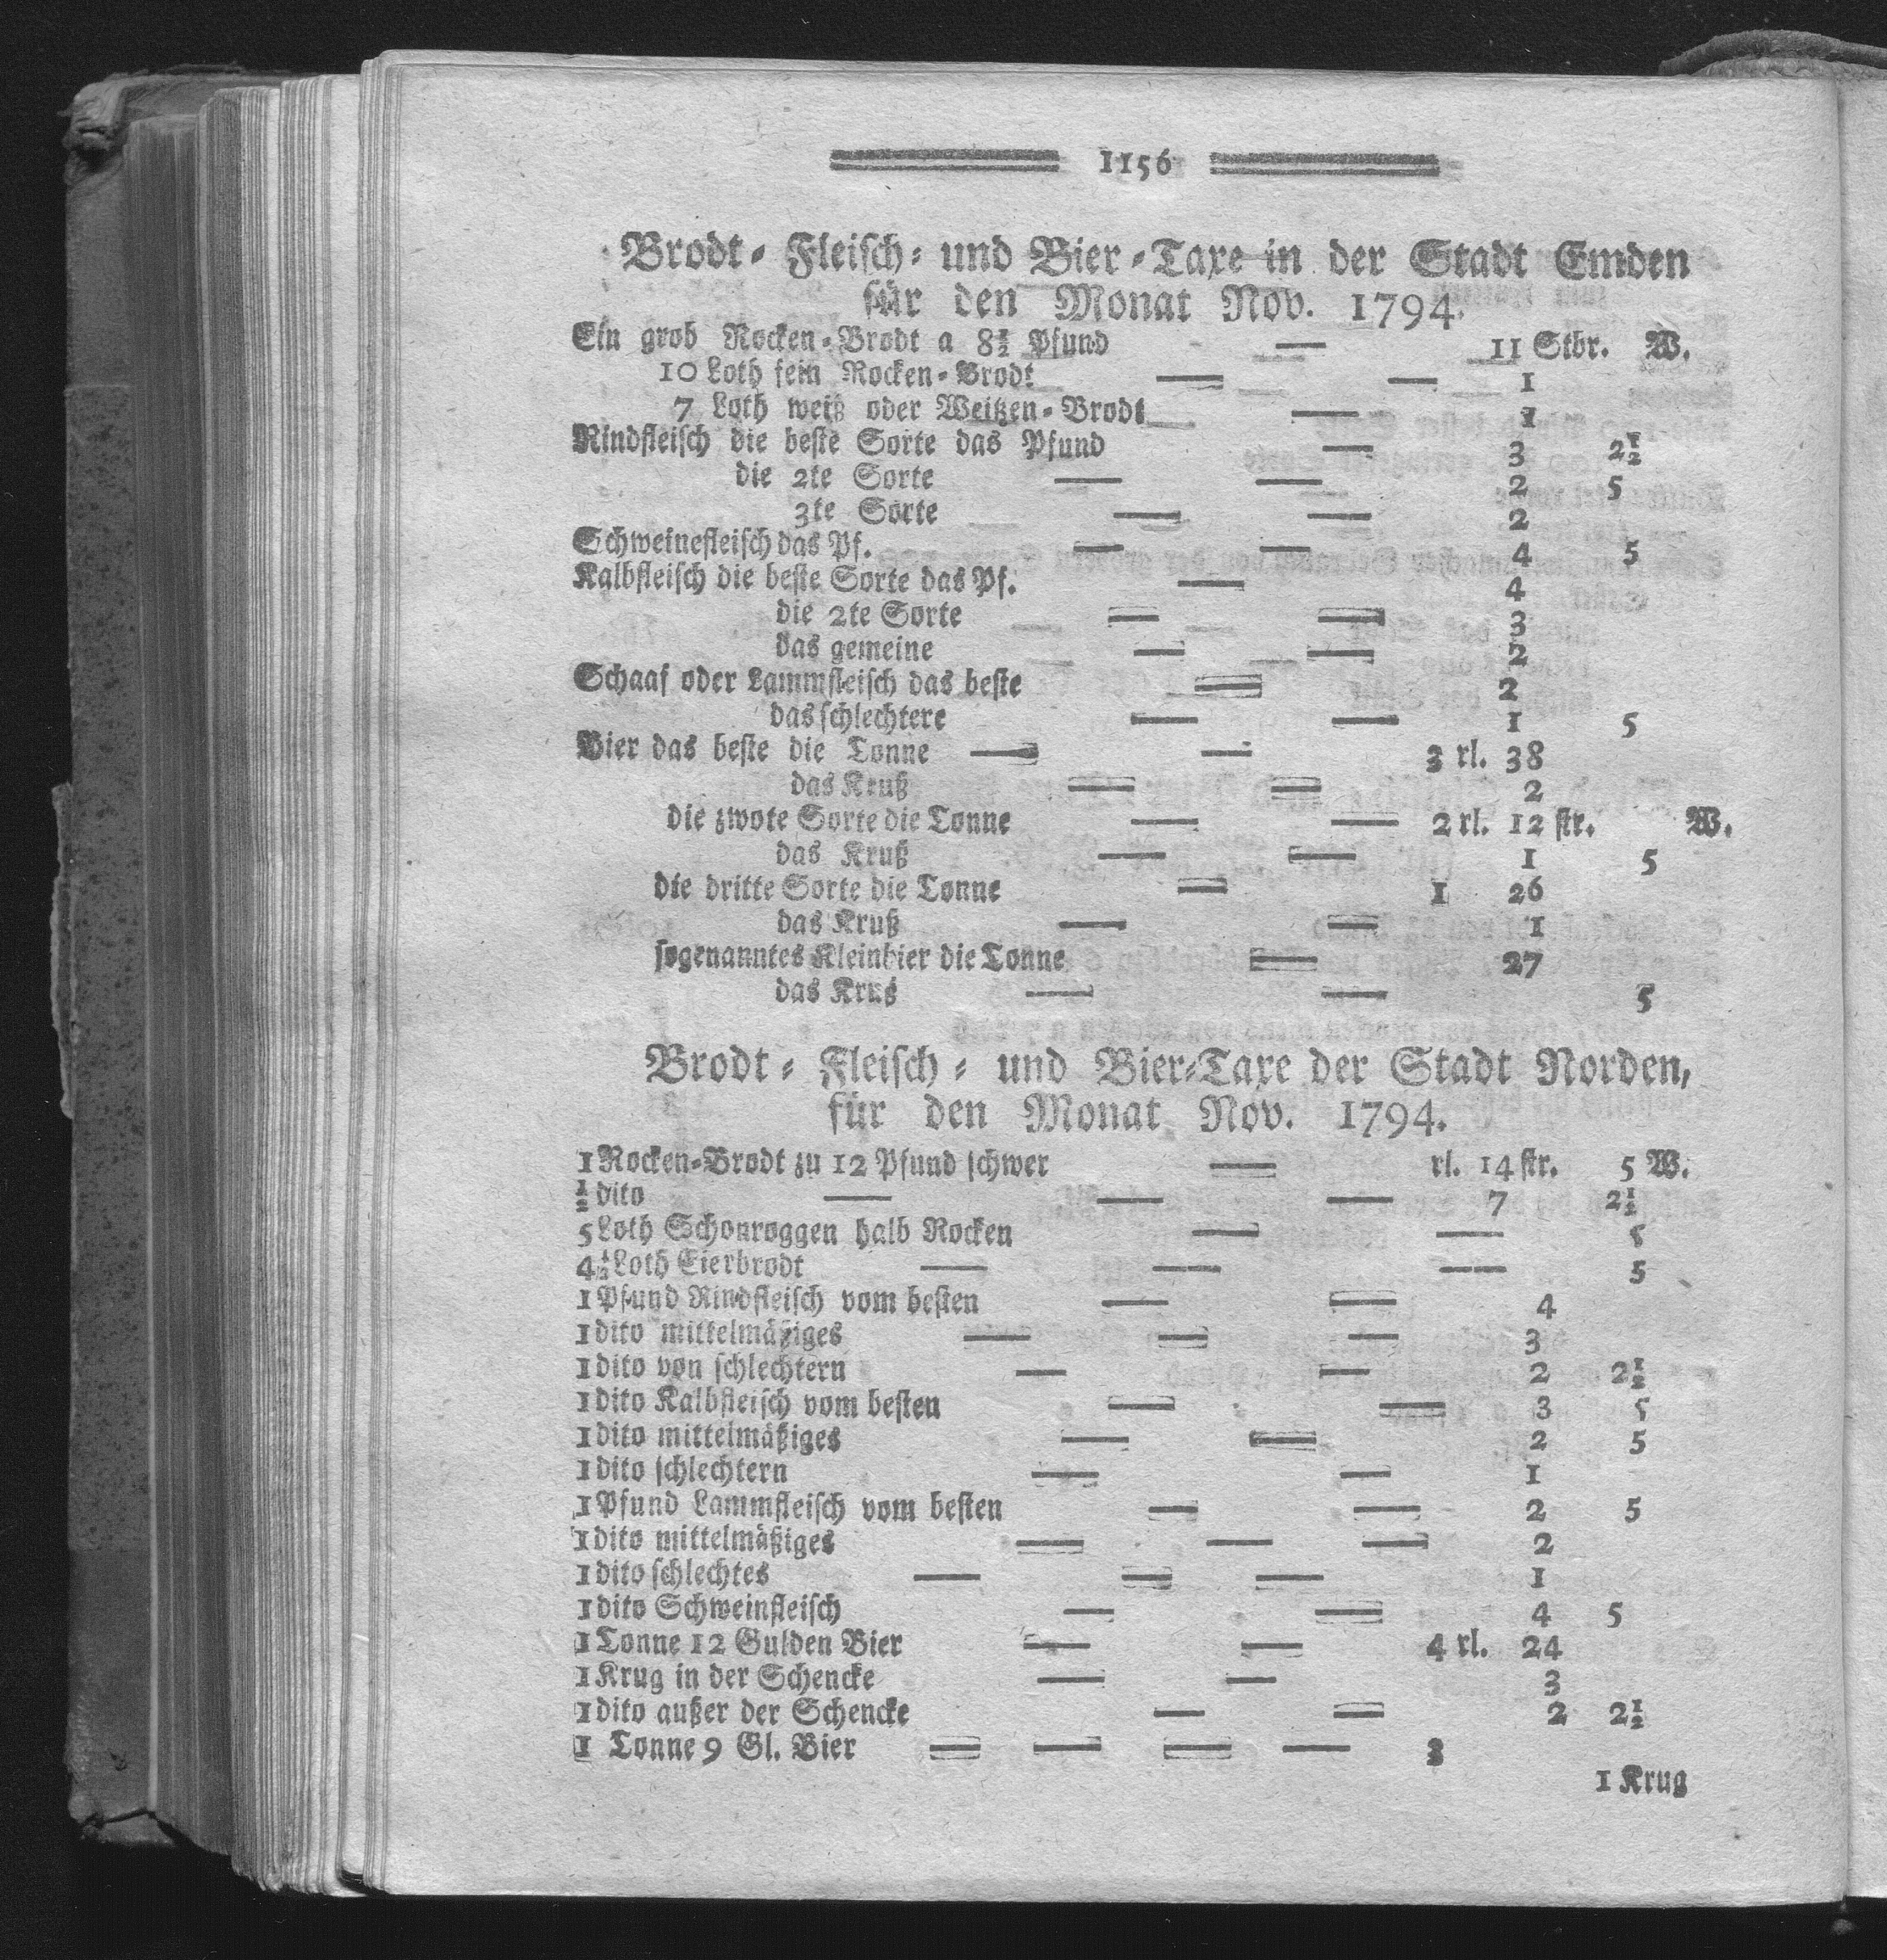 1156
Brodt- Fleisch- und Bier-Taxe in der Stadt Emden
für den Monat Nov. 1794.
Ein grob Rocken-Brodt a 8½ Pfund — 11 Stbr. W.
10 Loth fein Rocken-Brodt — — 1
7 Loth weiß oder Weitzen-Brodt — 1
Rindfleisch die beste Sorte das Pfund — 3 2½
die 2te Sorte — — 2 5
3te Sorte — — 2
Schweinefleisch das Pf. — — 4 5
Kalbfleisch die beste Sorte das Pf. — 4
die 2te Sorte — — 3
das gemeine — — 2
Schaaf oder Lammfleisch das beste — 2
das schlechtere — — 1 5
Bier das beste die Tonne — — 3 rl. 38
das Kruß — — 2
die zwote Sorte die Tonne — — 2 rl. 12 str. W.
das Kruß — — 1 5
die dritte Sorte die Tonne — 1 26
das Kruß — — 1
sogenanntes Kleinbier die Tonne — 27
das Krus — — 5
Brodt- Fleisch- und Bier-Taxe der Stadt Norden,
für den Monat Nov. 1794.
1 Rocken-Brodt zu 12 Pfund schwer — rl. 14 str. 5 W.
½ dito — — — 7 2½
5 Loth Schonroggen halb Rocken — — 5
4½ Loth Eierbrodt — — — 5
1 Pfund Rindfleisch vom besten — — 4
1 dito mittelmäßiges — — — 3
1 dito von schlechtern — — 2 2½
1 dito Kalbfleisch vom besten — — 3 5
1 dito mittelmäßiges — — 2 5
1 dito schlechtern — — 1
1 Pfund Lammfleisch vom besten — — 2 5
1 dito mittelmäßiges — — — 2
1 dito schlechtes — — — 1
1 dito Schweinfleisch — — 4 5
1 Tonne 12 Gulden Bier — — 4 rl. 24
1 Krug in der Schencke — — 3
1 dito außer der Schencke — — 2 2½
1 Tonne 9 Gl. Bier — — — — 3
1 Krug